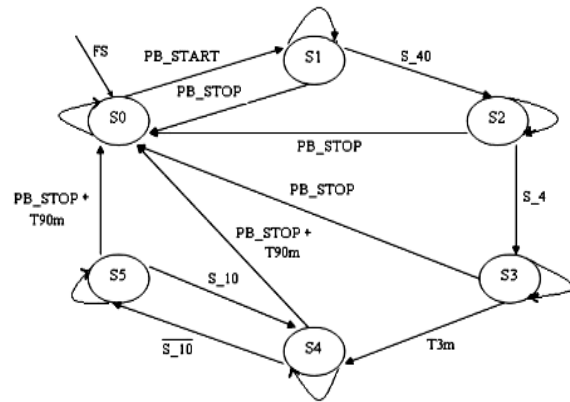 FS
PB_START
S1
S_40
PB_STOP
S0
S2
PB_STOP
PB_STOP
S_4
PB_STOP +
T90m
PB_STOP +
T90m
S5
S_10
S3
S_10
S4
T3m